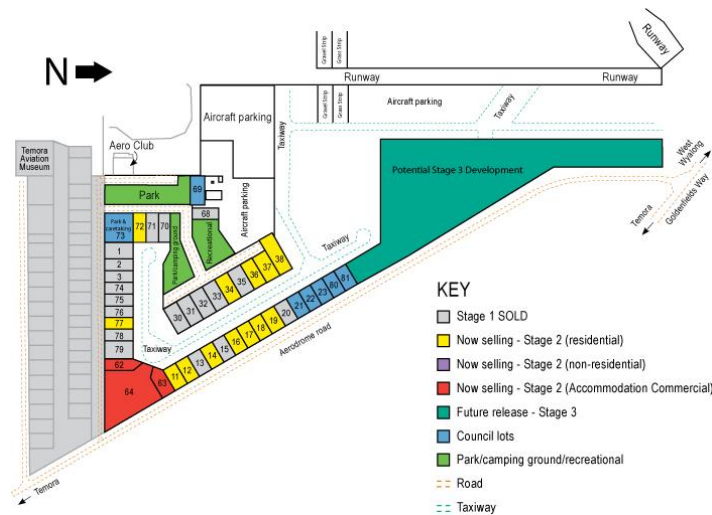 Runway
Gravel Strip
Grass Strip
Runway
Runway
N
Gravel Strip
Grass Strip
Aircraft parking
Taxiway
Aircraft parking
Taxiway
Temora
Aviation
Museum
Aero Club
Park
69
Potential Stage 3 Development
West
Wyalong
Goldenfields Way
Temora
Aircraft parking
68
Park &
caretaking
73
72
71
70
Park/camping ground
Recreational
Taxiway
1
2
3
74
75
76
77
78
79
62
64
63
30
31
32
33
34
35
36
37
38
Taxiway
11
12
13
14
15
16
17
18
19
20
21
22
23
80
81
Aerodrome road
Temora
KEY
Stage 1 SOLD
Now selling - Stage 2 (residential)
Now selling - Stage 2 (non-residential)
Now selling - Stage 2 (Accommodation Commercial)
Future release - Stage 3
Council lots
Park/camping ground/recreational
Road
Taxiway